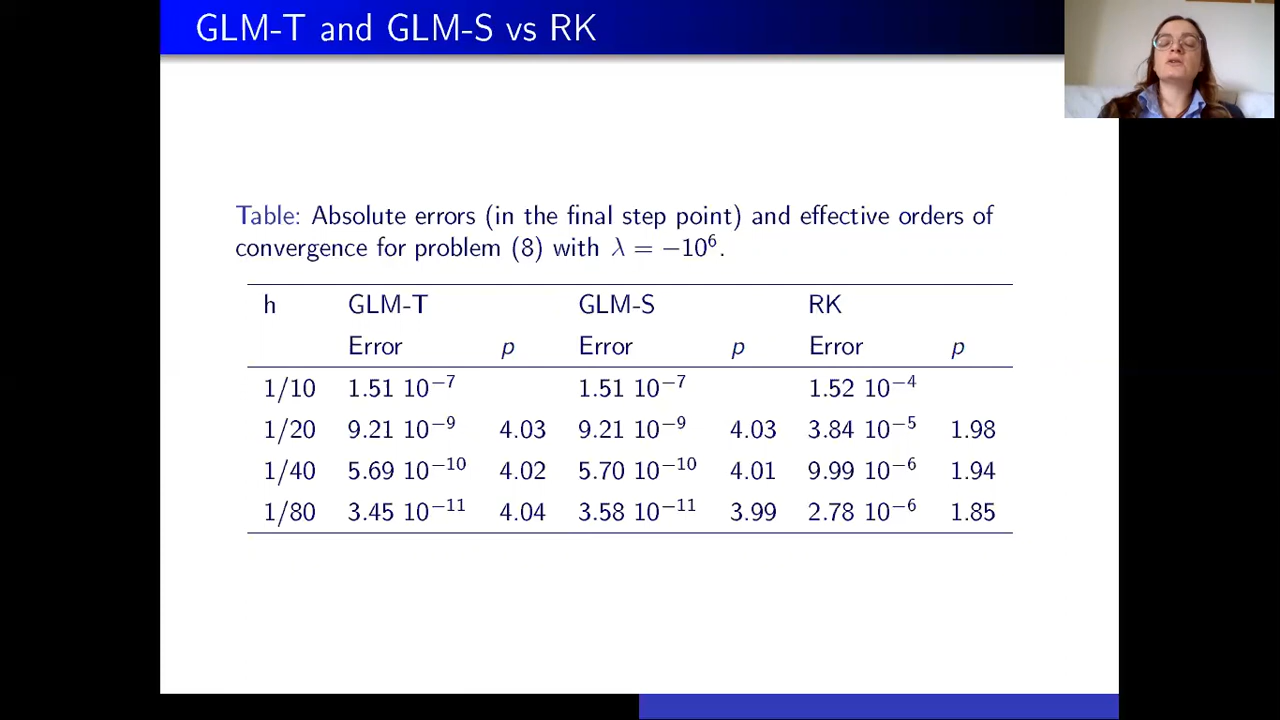 GLM-T and GLM-S vs RK
Table: Absolute errors (in the final step point) and effective orders of
convergence for problem (8) with λ = −10⁶.
h GLM-T GLM-S RK
Error p Error p Error p
1/10 1.51 10⁻⁷ 1.51 10⁻⁷ 1.52 10⁻⁴
1/20 9.21 10⁻⁹ 4.03 9.21 10⁻⁹ 4.03 3.84 10⁻⁵ 1.98
1/40 5.69 10⁻¹⁰ 4.02 5.70 10⁻¹⁰ 4.01 9.99 10⁻⁶ 1.94
1/80 3.45 10⁻¹¹ 4.04 3.58 10⁻¹¹ 3.99 2.78 10⁻⁶ 1.85